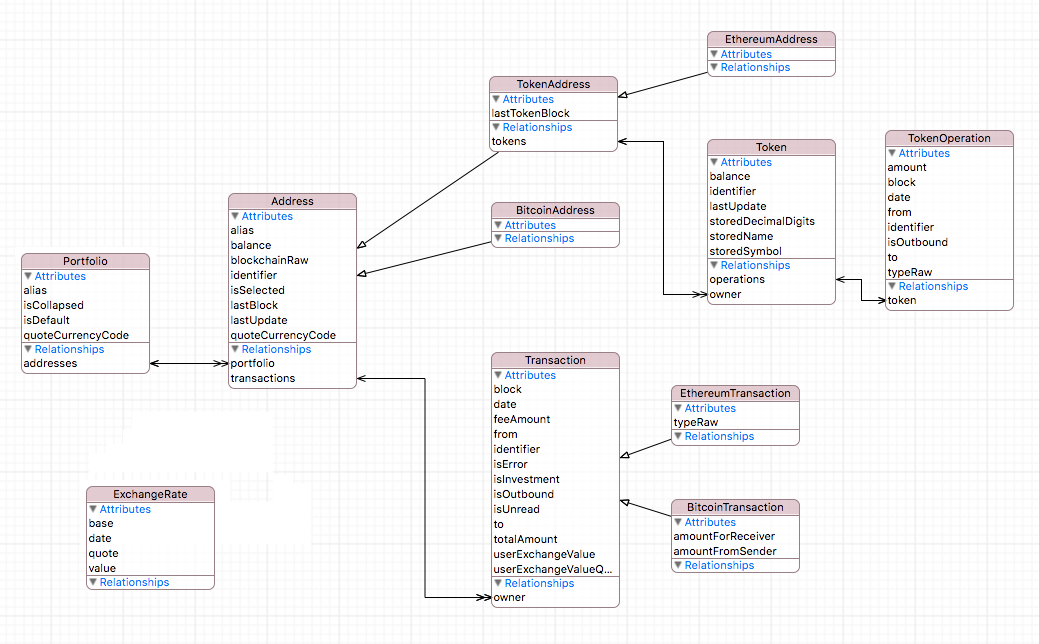 EthereumAddress
Attributes
Relationships
TokenAddress
Attributes
lastTokenBlock
Relationships
tokens
Token
Attributes
balance
identifier
lastUpdate
storedDecimalDigits
storedName
storedSymbol
Relationships
operations
owner
TokenOperation
Attributes
amount
block
date
from
identifier
isOutbound
to
typeRaw
Relationships
token
Address
Attributes
alias
balance
blockchainRaw
identifier
isSelected
lastBlock
lastUpdate
quoteCurrencyCode
Relationships
portfolio
transactions
BitcoinAddress
Attributes
Relationships
Portfolio
Attributes
alias
isCollapsed
isDefault
quoteCurrencyCode
Relationships
addresses
Transaction
Attributes
block
date
feeAmount
from
identifier
isError
isInvestment
isOutbound
isUnread
to
totalAmount
userExchangeValue
userExchangeValueQ...
Relationships
owner
EthereumTransaction
Attributes
typeRaw
Relationships
BitcoinTransaction
Attributes
amountForReceiver
amountFromSender
Relationships
ExchangeRate
Attributes
base
date
quote
value
Relationships